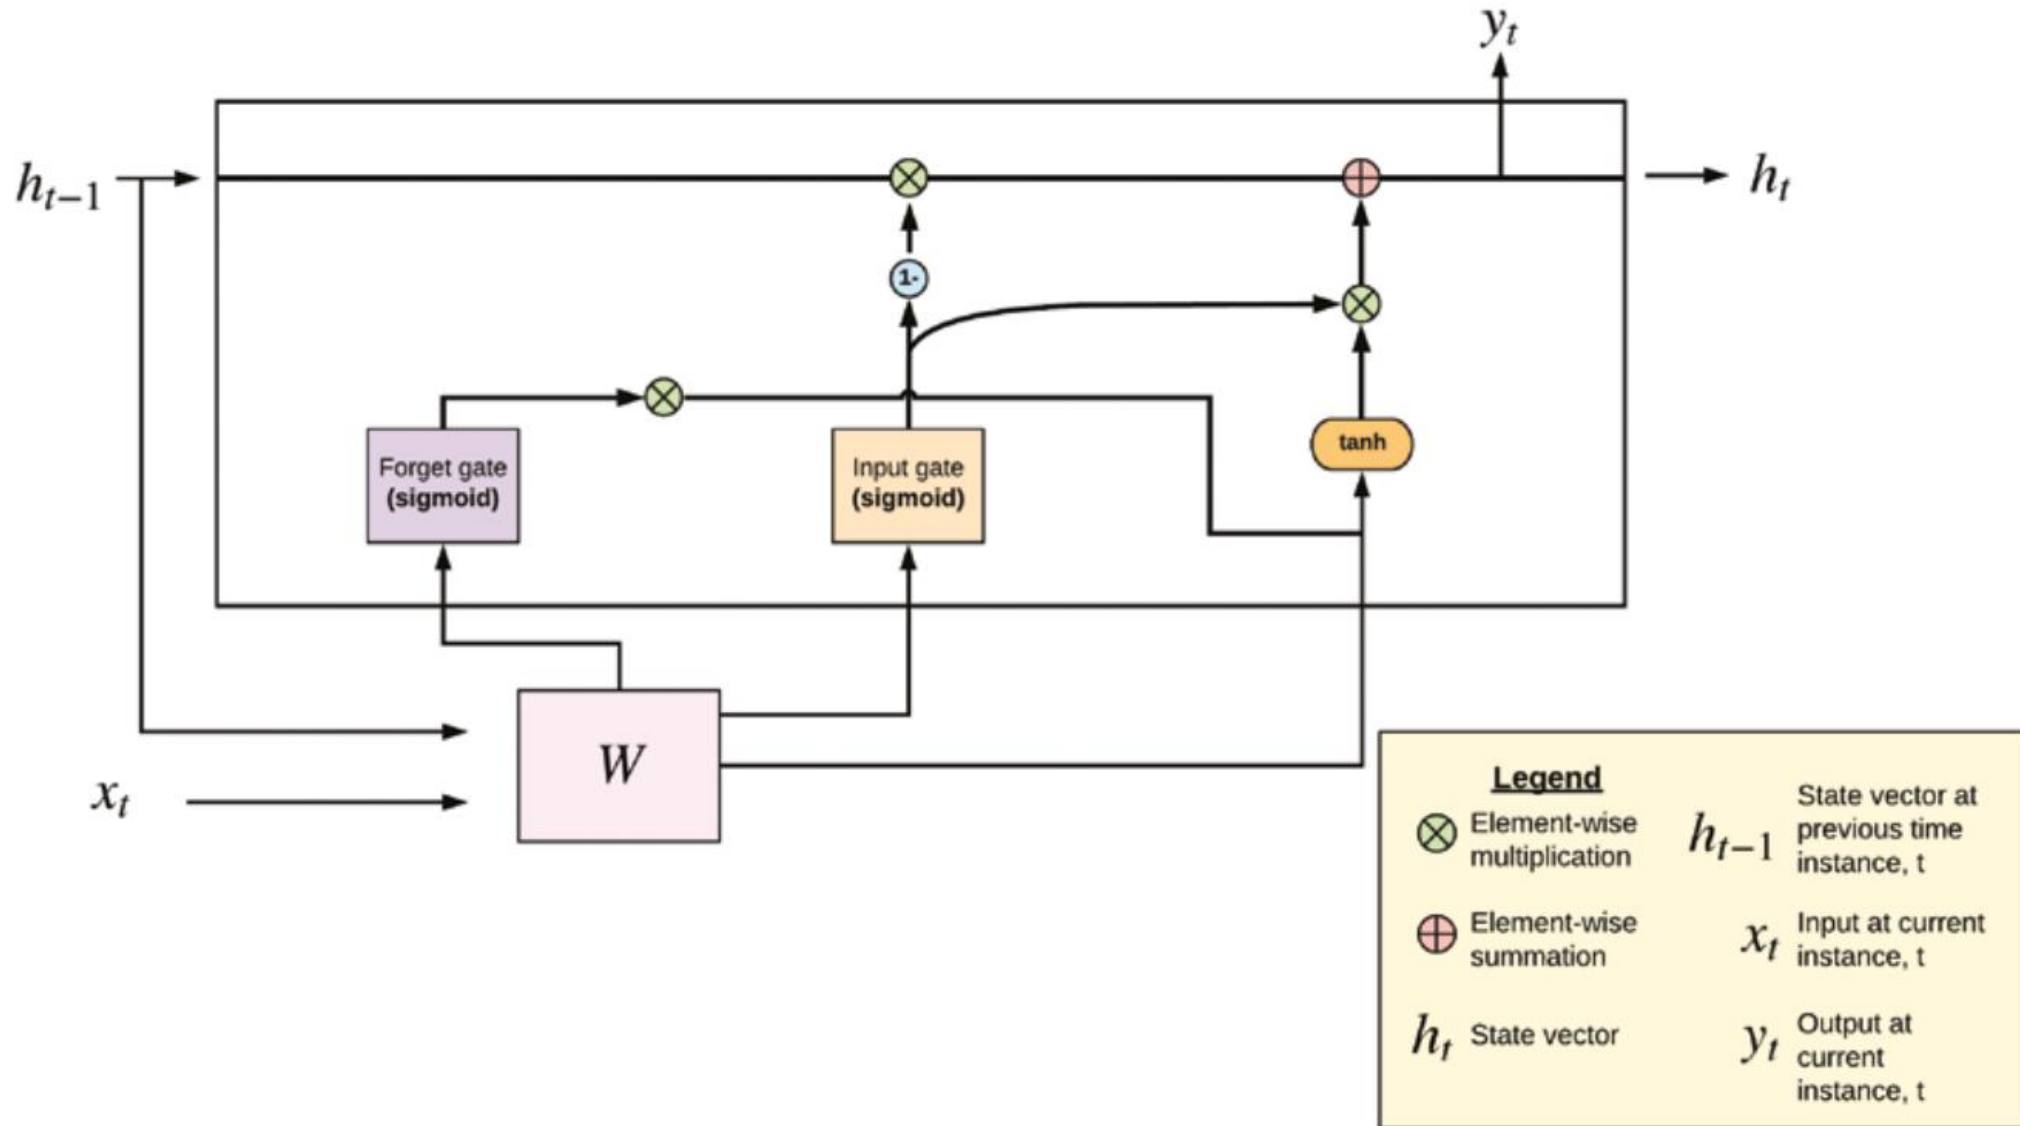 yₜ
hₜ₋₁
hₜ
1-
Forget gate
(sigmoid)
Input gate
(sigmoid)
tanh
W
xₜ
Legend
Element-wise
multiplication
Element-wise
summation
hₜ State vector
hₜ₋₁
State vector at
previous time
instance, t
xₜ
Input at current
instance, t
yₜ
Output at
current
instance, t